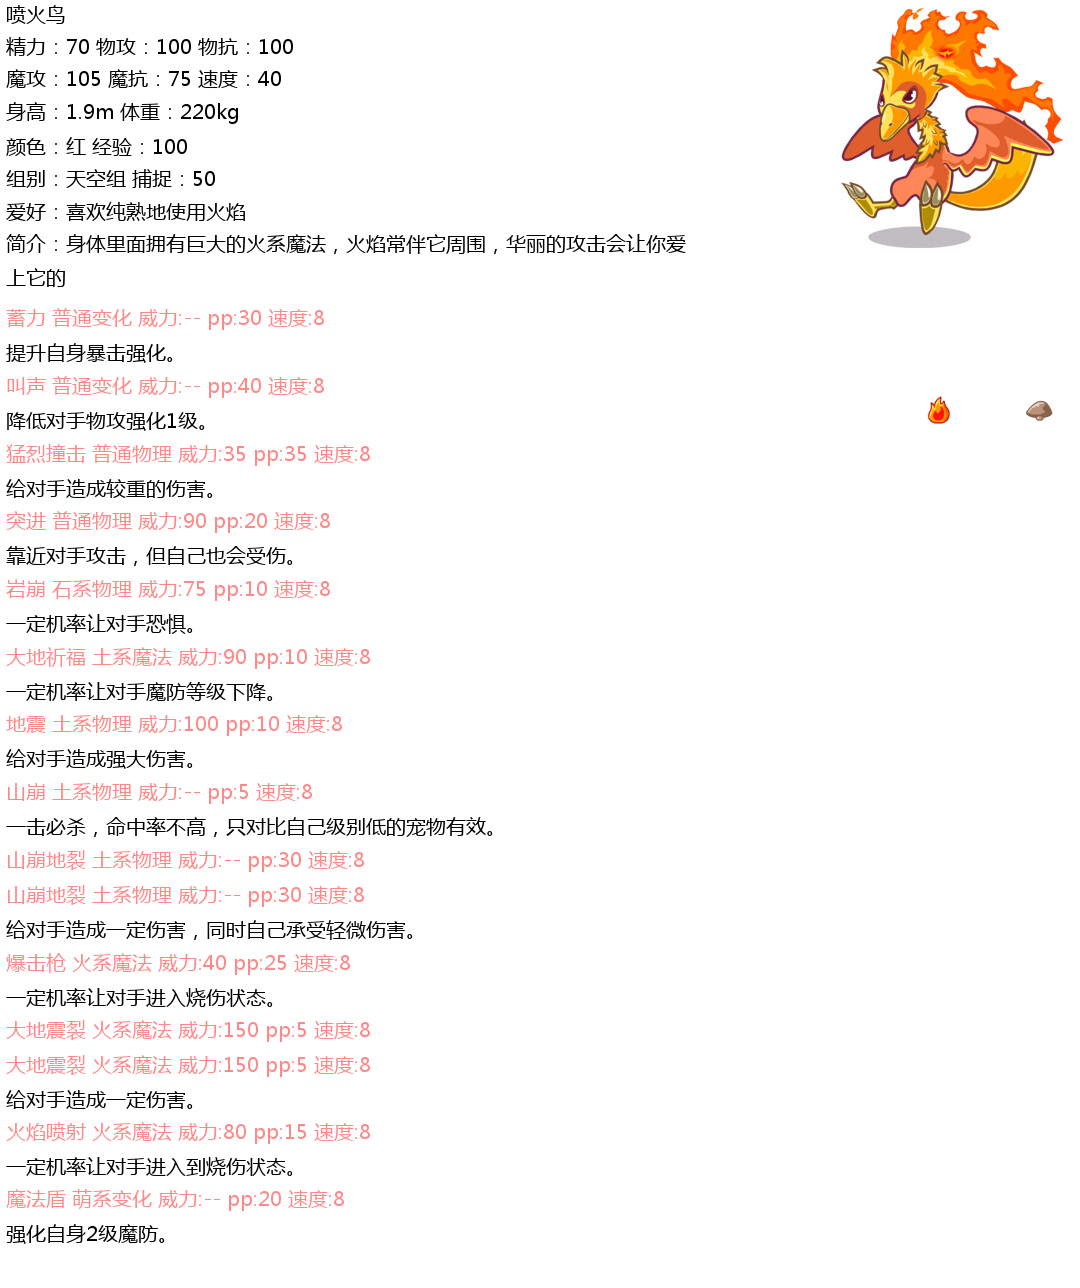 喷火鸟
精力：70 物攻：100 物抗：100
魔攻：105 魔抗：75 速度：40
身高：1.9m 体重：220kg
颜色：红 经验：100
组别：天空组 捕捉：50
爱好：喜欢纯熟地使用火焰
简介：身体里面拥有巨大的火系魔法，火焰常伴它周围，华丽的攻击会让你爱
上它的
蓄力 普通变化 威力:-- pp:30 速度:8
提升自身暴击强化。
叫声 普通变化 威力:-- pp:40 速度:8
降低对手物攻强化1级。
猛烈撞击 普通物理 威力:35 pp:35 速度:8
给对手造成较重的伤害。
突进 普通物理 威力:90 pp:20 速度:8
靠近对手攻击，但自己也会受伤。
岩崩 石系物理 威力:75 pp:10 速度:8
一定机率让对手恐惧。
大地祈福 土系魔法 威力:90 pp:10 速度:8
一定机率让对手魔防等级下降。
地震 土系物理 威力:100 pp:10 速度:8
给对手造成强大伤害。
山崩 土系物理 威力:-- pp:5 速度:8
一击必杀，命中率不高，只对比自己级别低的宠物有效。
山崩地裂 土系物理 威力:-- pp:30 速度:8
山崩地裂 土系物理 威力:-- pp:30 速度:8
给对手造成一定伤害，同时自己承受轻微伤害。
爆击枪 火系魔法 威力:40 pp:25 速度:8
一定机率让对手进入烧伤状态。
大地震裂 火系魔法 威力:150 pp:5 速度:8
大地震裂 火系魔法 威力:150 pp:5 速度:8
给对手造成一定伤害。
火焰喷射 火系魔法 威力:80 pp:15 速度:8
一定机率让对手进入到烧伤状态。
魔法盾 萌系变化 威力:-- pp:20 速度:8
强化自身2级魔防。